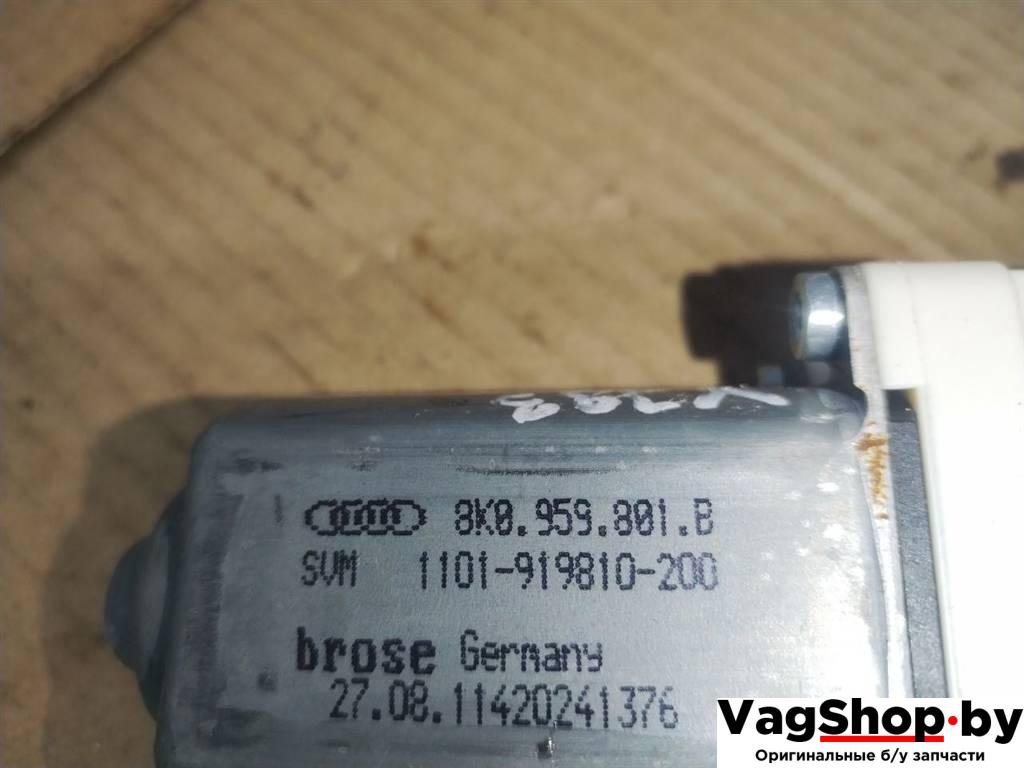 8K0.959.801.B
SVM 1101-919810-200
brose Germany
27.08.11420241376
VagShop.by
Оригинальные б/у запчасти